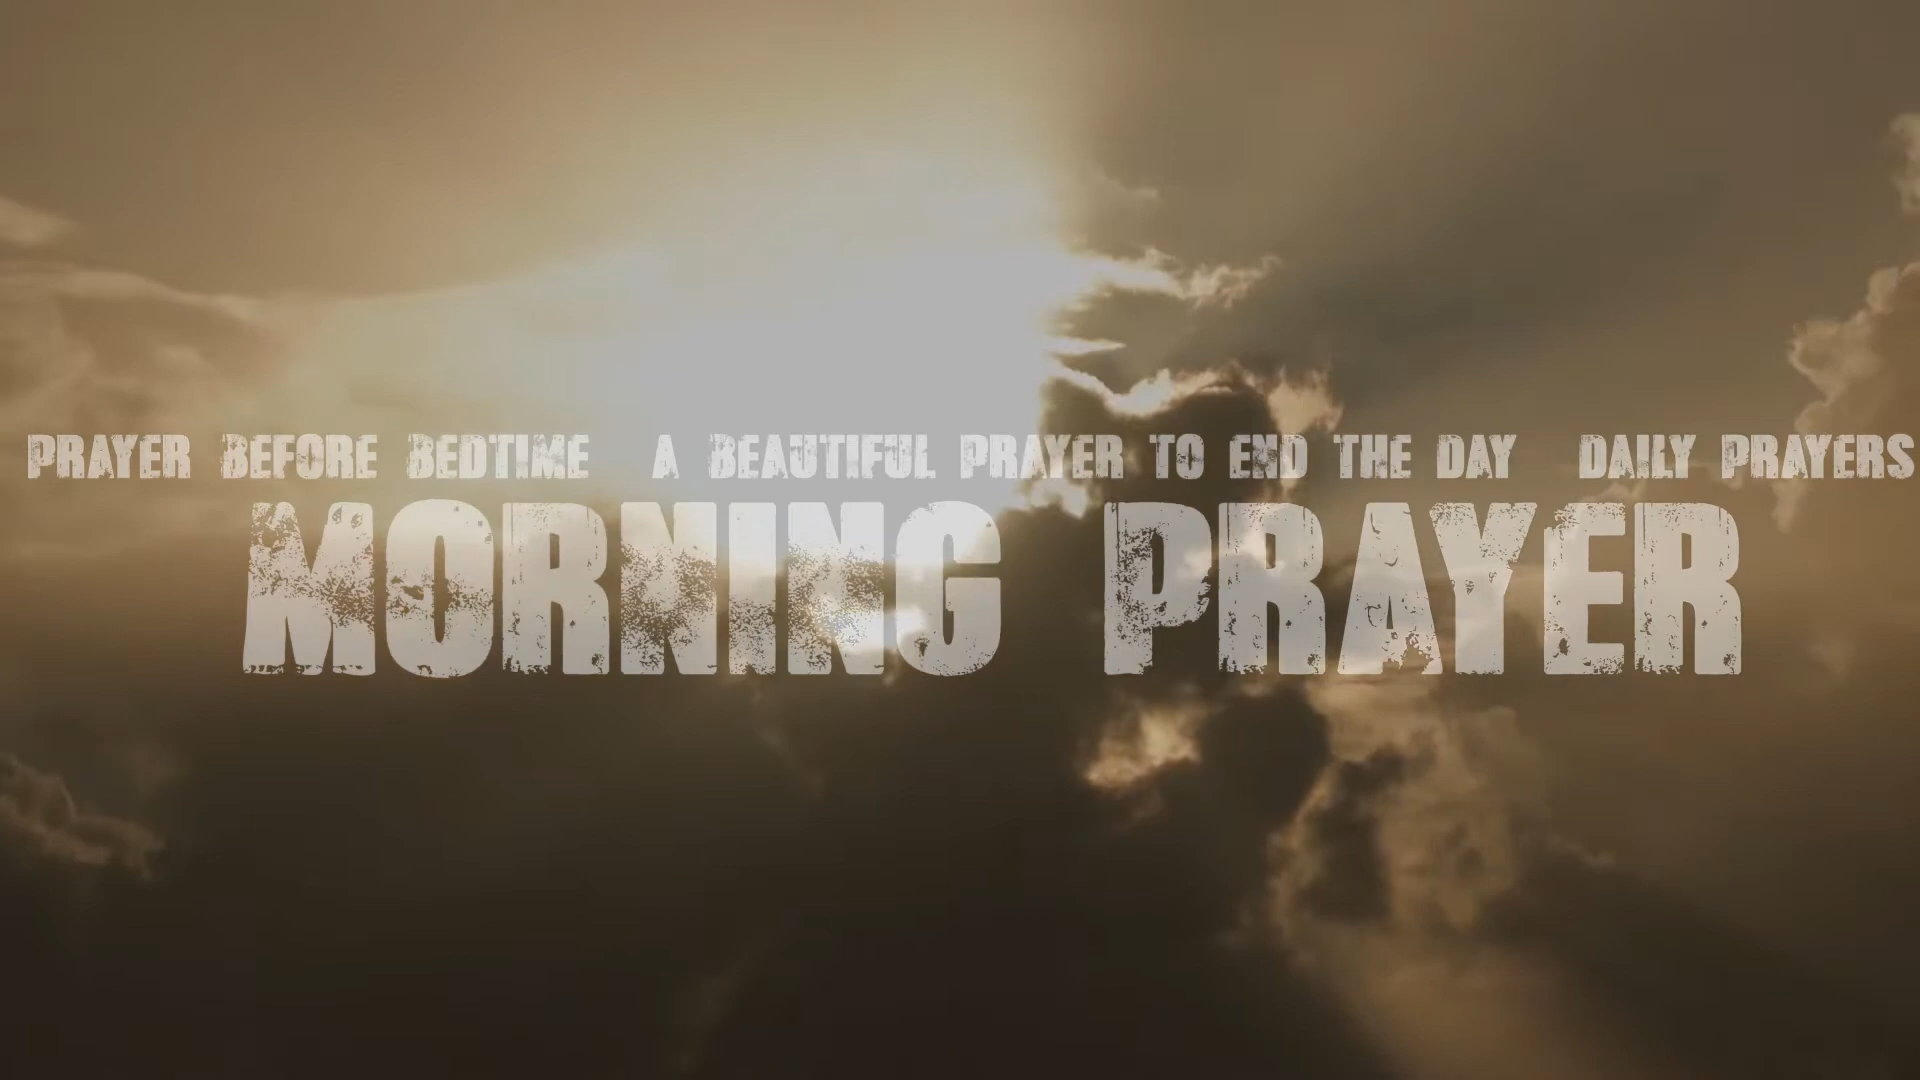 PRAYER BEFORE BEDTIME A BEAUTIFUL PRAYER TO END THE DAY DAILY PRAYERS
MORNING PRAYER